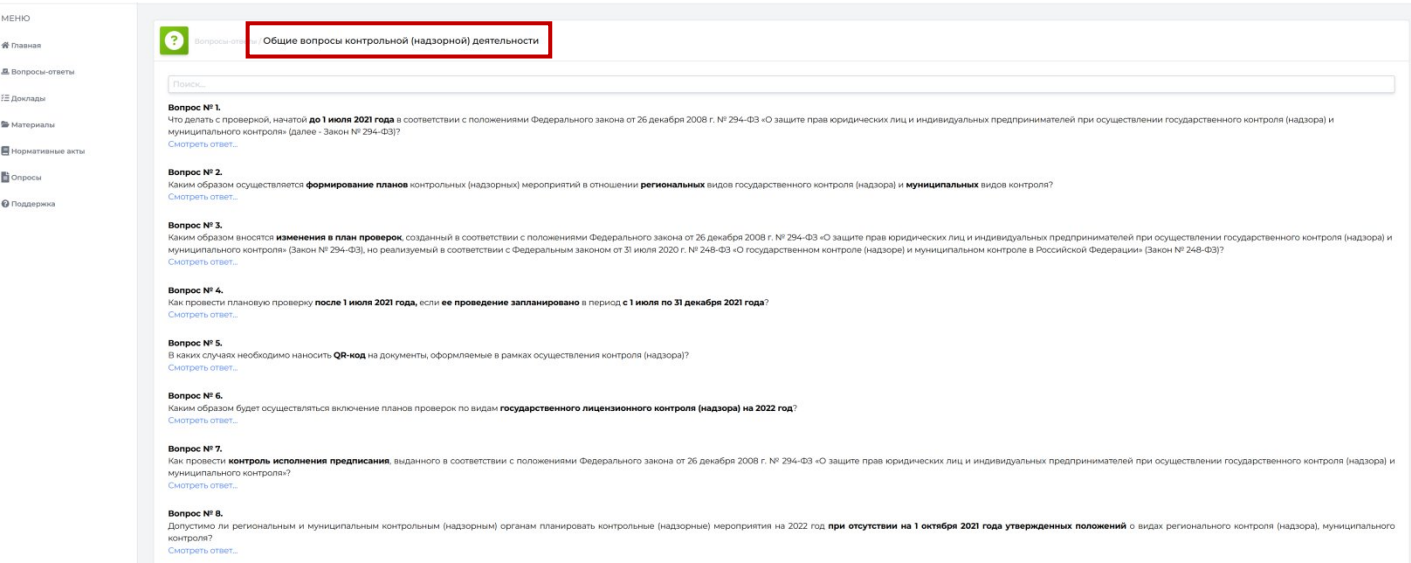 МЕНЮ
Главная
Вопросы-ответы
Доклады
Материалы
Нормативные акты
Опросы
Поддержка
Вопросы-ответы / Общие вопросы контрольной (надзорной) деятельности
Поиск...
Вопрос № 1.
Что делать с проверкой, начатой до 1 июля 2021 года в соответствии с положениями Федерального закона от 26 декабря 2008 г. № 294-ФЗ «О защите прав юридических лиц и индивидуальных предпринимателей при осуществлении государственного контроля (надзора) и
муниципального контроля» (далее - Закон № 294-ФЗ)?
Смотреть ответ...
Вопрос № 2.
Каким образом осуществляется формирование планов контрольных (надзорных) мероприятий в отношении региональных видов государственного контроля (надзора) и муниципальных видов контроля?
Смотреть ответ...
Вопрос № 3.
Каким образом вносятся изменения в план проверок, созданный в соответствии с положениями Федерального закона от 26 декабря 2008 г. № 294-ФЗ «О защите прав юридических лиц и индивидуальных предпринимателей при осуществлении государственного контроля (надзора) и
муниципального контроля» (Закон № 294-ФЗ), но реализуемый в соответствии с Федеральным законом от 31 июля 2020 г. № 248-ФЗ «О государственном контроле (надзоре) и муниципальном контроле в Российской Федерации» (Закон № 248-ФЗ)?
Смотреть ответ...
Вопрос № 4.
Как провести плановую проверку после 1 июля 2021 года, если ее проведение запланировано в период с 1 июля по 31 декабря 2021 года?
Смотреть ответ...
Вопрос № 5.
В каких случаях необходимо наносить QR-код на документы, оформляемые в рамках осуществления контроля (надзора)?
Смотреть ответ...
Вопрос № 6.
Каким образом будет осуществляться включение планов проверок по видам государственного лицензионного контроля (надзора) на 2022 год?
Смотреть ответ...
Вопрос № 7.
Как провести контроль исполнения предписания, выданного в соответствии с положениями Федерального закона от 26 декабря 2008 г. № 294-ФЗ «О защите прав юридических лиц и индивидуальных предпринимателей при осуществлении государственного контроля (надзора) и
муниципального контроля»?
Смотреть ответ...
Вопрос № 8.
Допустимо ли региональным и муниципальным контрольным (надзорным) органам планировать контрольные (надзорные) мероприятия на 2022 год при отсутствии на 1 октября 2021 года утвержденных положений о видах регионального контроля (надзора), муниципального
контроля?
Смотреть ответ...